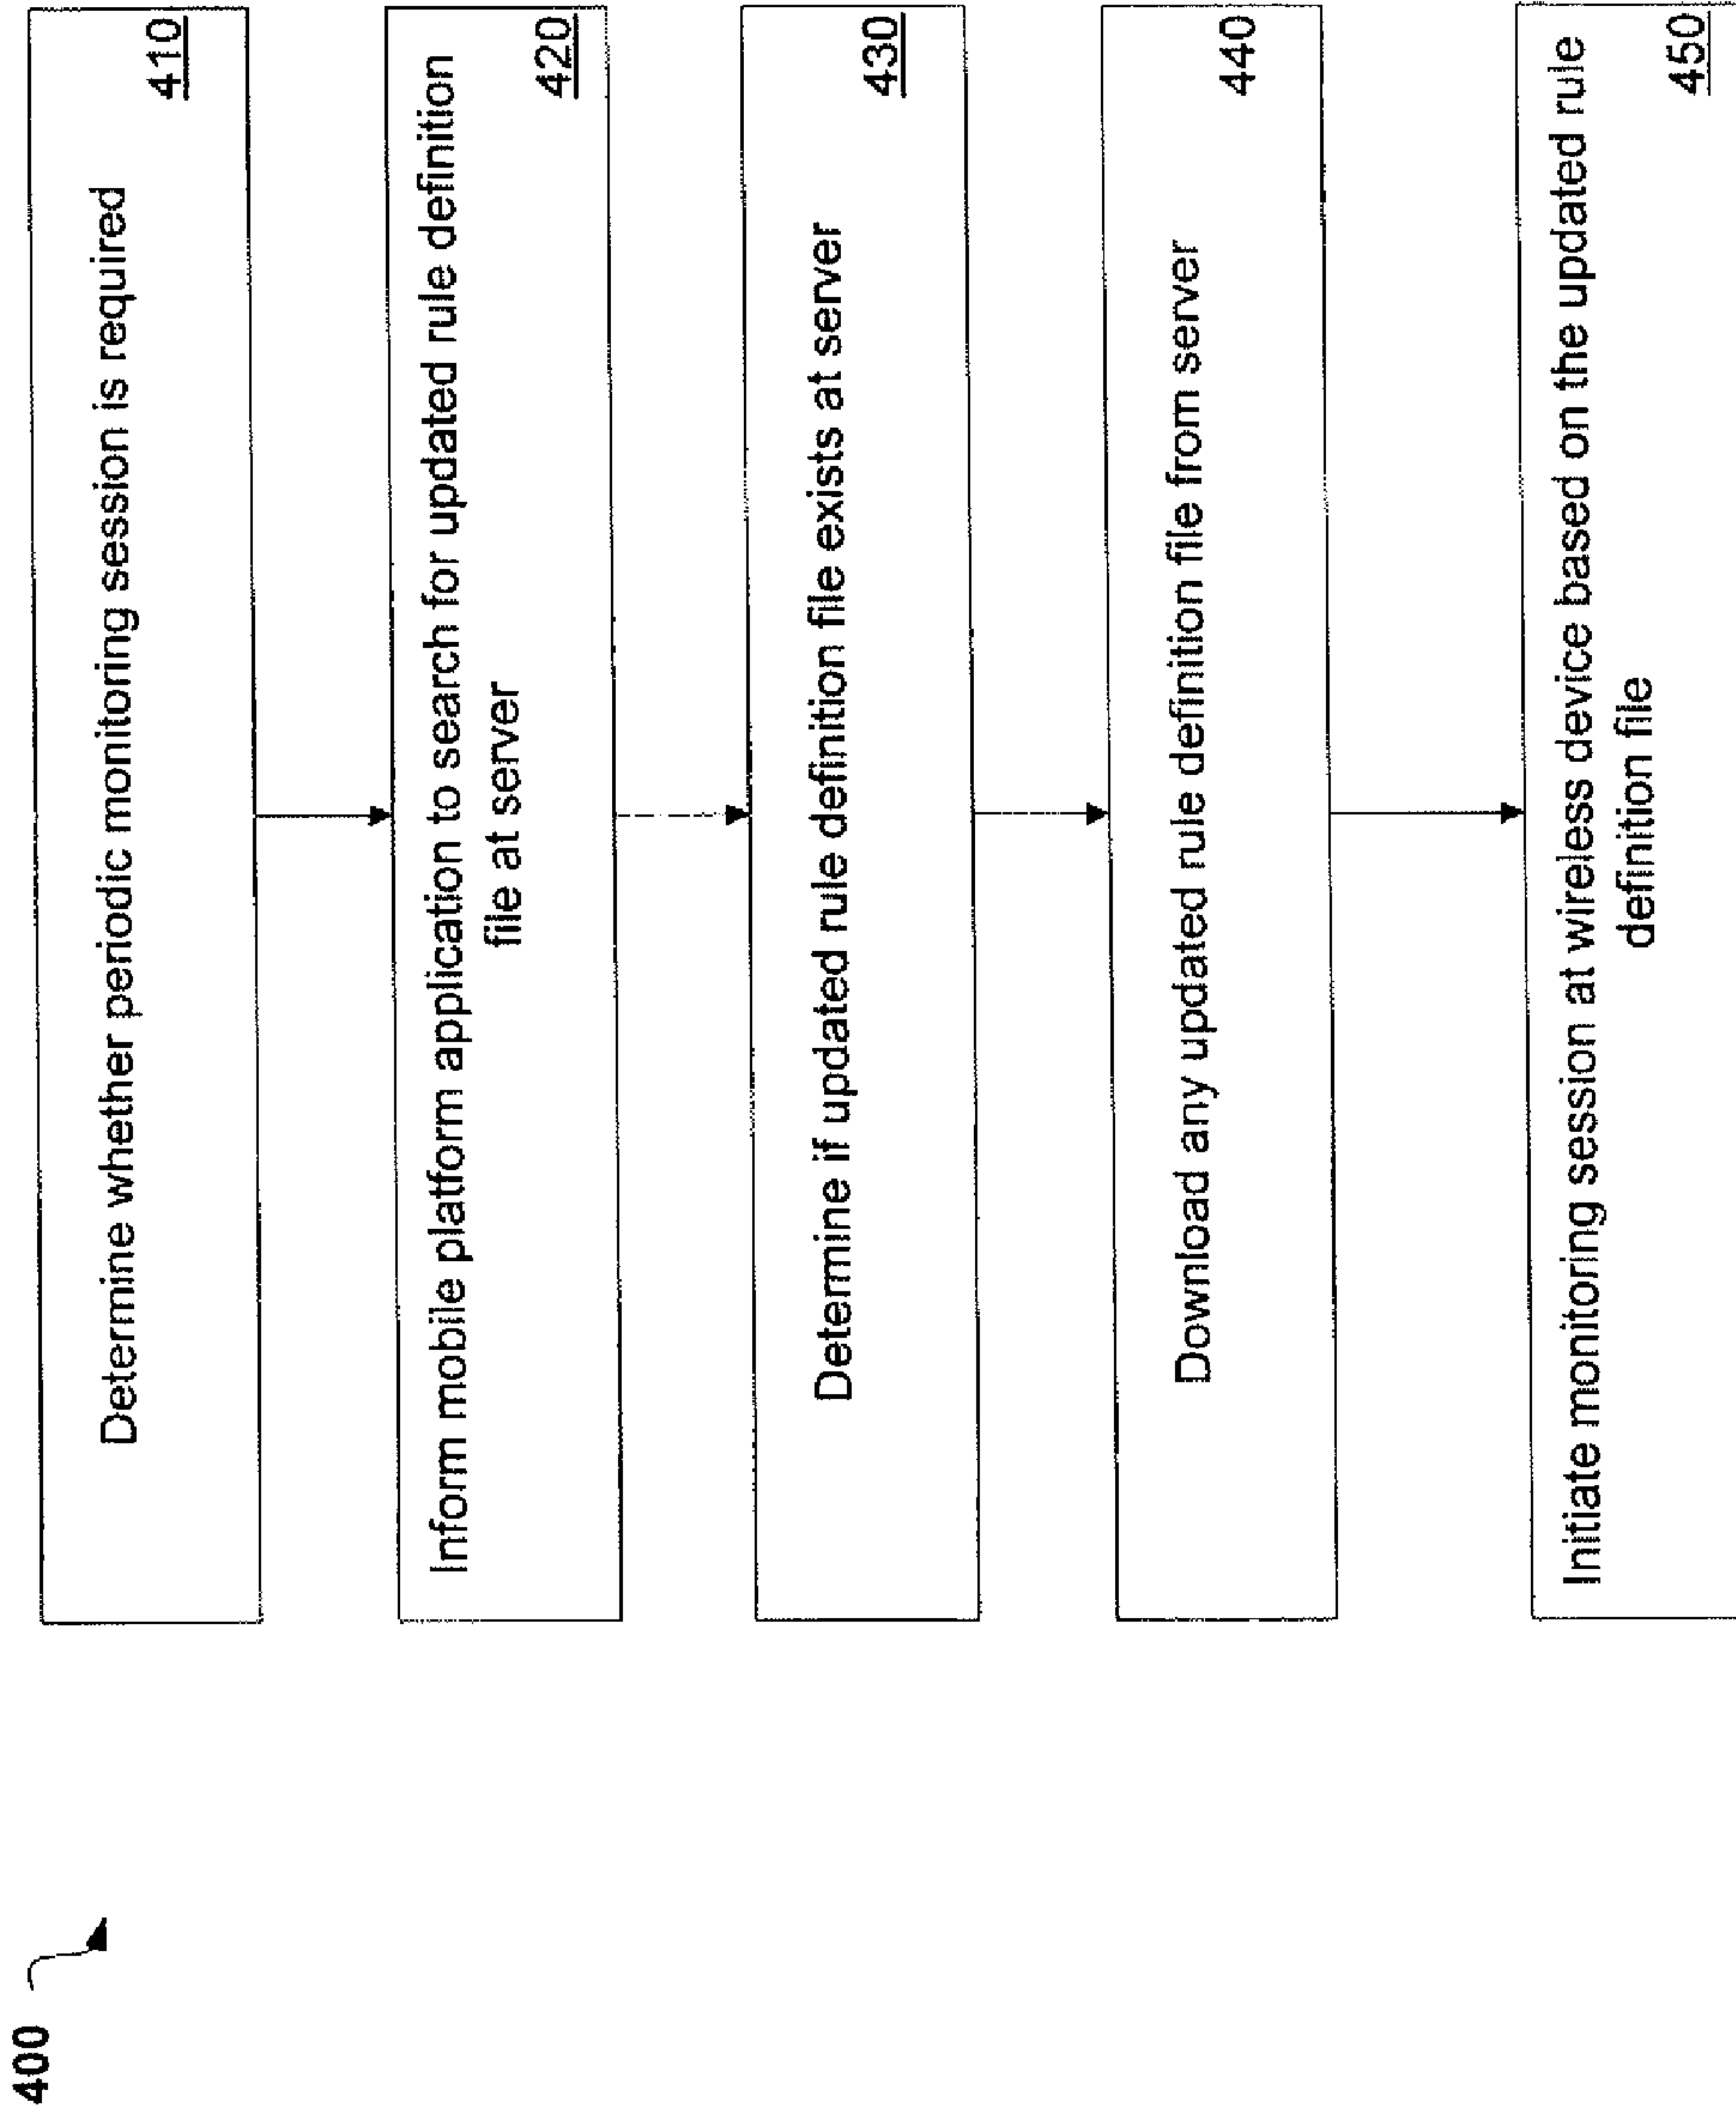 400
Determine whether periodic monitoring session is required
410
Inform mobile platform application to search for updated rule definition
file at server
420
Determine if updated rule definition file exists at server
430
Download any updated rule definition file from server
440
Initiate monitoring session at wireless device based on the updated rule
definition file
450